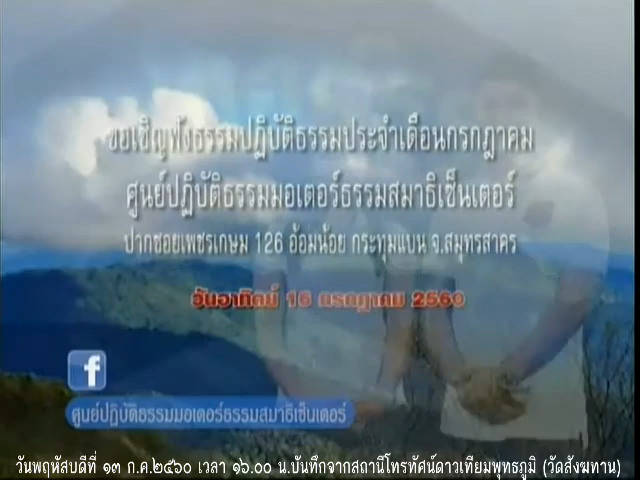 ขอเชิญฟังธรรมปฏิบัติธรรมประจำเดือนกรกฎาคม
ศูนย์ปฏิบัติธรรมมอเตอร์ธรรมสมาธิเซ็นเตอร์
ปากซอยเพชรเกษม 126 อ้อมน้อย กระทุ่มแบน จ.สมุทรสาคร
วันอาทิตย์ 16 กรกฎาคม 2560
f
ศูนย์ปฏิบัติธรรมมอเตอร์ธรรมสมาธิเซ็นเตอร์
วันพฤหัสบดีที่ ๑๓ ก.ค.๒๕๖๐ เวลา ๑๖.๐๐ น.บันทึกจากสถานีโทรทัศน์ดาวเทียมพุทธภูมิ (วัดสังฆทาน)